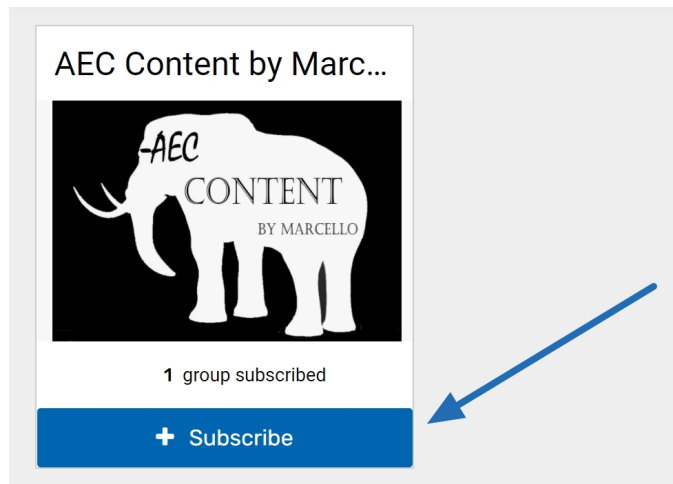 AEC Content by Marc...
-AEC
CONTENT
BY MARCELLO
1 group subscribed
+ Subscribe